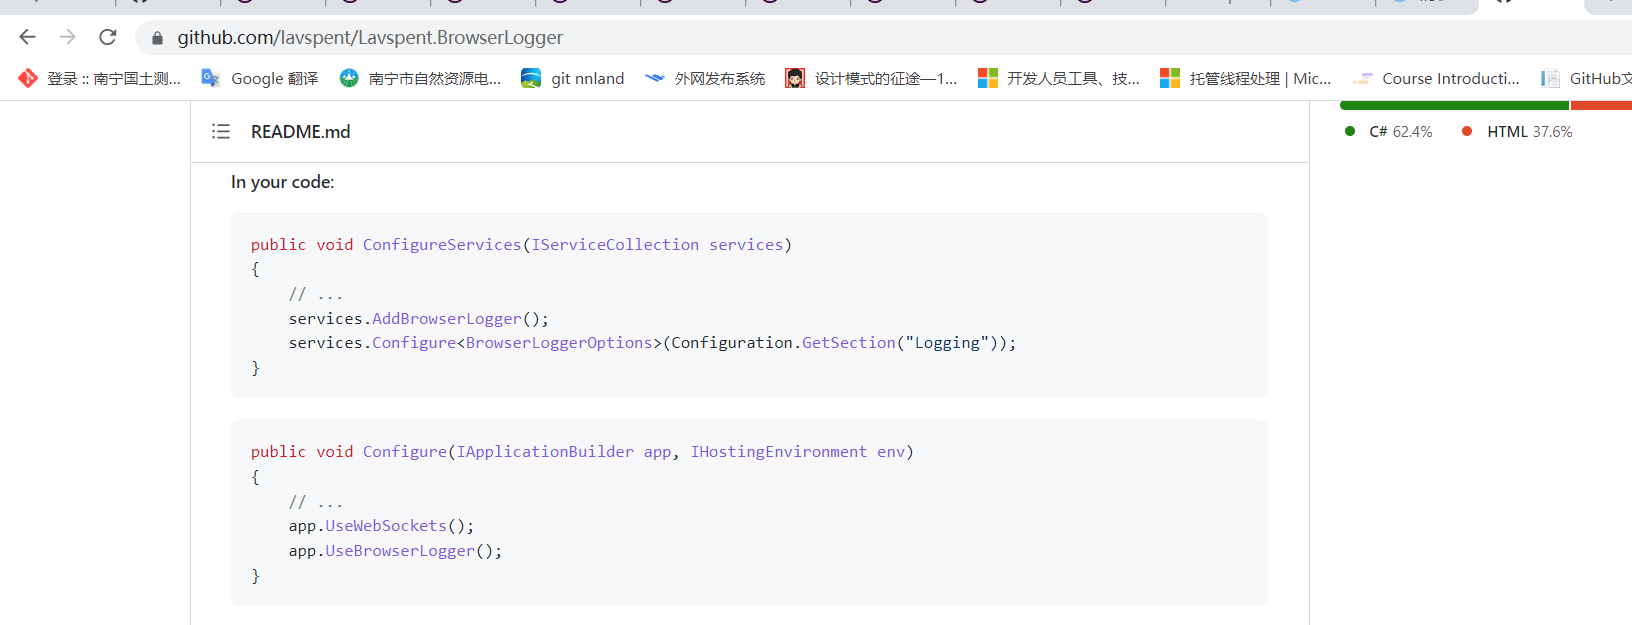 github.com/lavspent/Lavspent.BrowserLogger
登录 :: 南宁国土测... Google 翻译 南宁市自然资源电... git nnland 外网发布系统 设计模式的征途—1... 开发人员工具、技... 托管线程处理 | Mic... Course Introducti... GitHub文
README.md
C# 62.4% HTML 37.6%
In your code:
public void ConfigureServices(IServiceCollection services)
{
// ...
services.AddBrowserLogger();
services.Configure<BrowserLoggerOptions>(Configuration.GetSection("Logging"));
}
public void Configure(IApplicationBuilder app, IHostingEnvironment env)
{
// ...
app.UseWebSockets();
app.UseBrowserLogger();
}